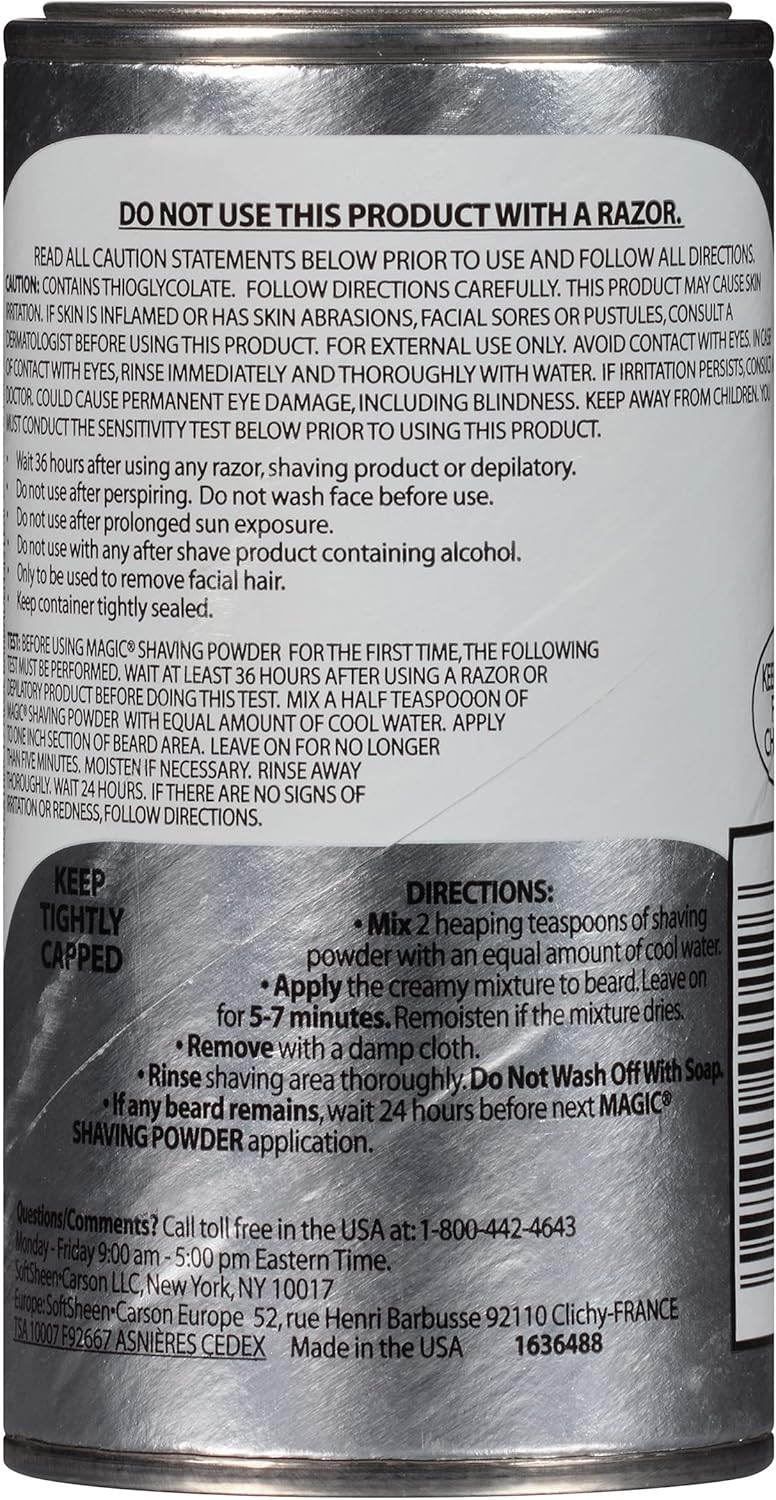 DO NOT USE THIS PRODUCT WITH A RAZOR.
READ ALL CAUTION STATEMENTS BELOW PRIOR TO USE AND FOLLOW ALL DIRECTIONS.
CAUTION: CONTAINS THIOGLYCOLATE. FOLLOW DIRECTIONS CAREFULLY. THIS PRODUCT MAY CAUSE SKIN
IRRITATION. IF SKIN IS INFLAMED OR HAS SKIN ABRASIONS, FACIAL SORES OR PUSTULES, CONSULT A
DERMATOLOGIST BEFORE USING THIS PRODUCT. FOR EXTERNAL USE ONLY. AVOID CONTACT WITH EYES. IN CASE
OF CONTACT WITH EYES, RINSE IMMEDIATELY AND THOROUGHLY WITH WATER. IF IRRITATION PERSISTS, CONSULT
DOCTOR. COULD CAUSE PERMANENT EYE DAMAGE, INCLUDING BLINDNESS. KEEP AWAY FROM CHILDREN. YOU
MUST CONDUCT THE SENSITIVITY TEST BELOW PRIOR TO USING THIS PRODUCT.
• Wait 36 hours after using any razor, shaving product or depilatory.
• Do not use after perspiring. Do not wash face before use.
• Do not use after prolonged sun exposure.
• Do not use with any after shave product containing alcohol.
• Only to be used to remove facial hair.
• Keep container tightly sealed.
TEST: BEFORE USING MAGIC® SHAVING POWDER FOR THE FIRST TIME, THE FOLLOWING
TEST MUST BE PERFORMED. WAIT AT LEAST 36 HOURS AFTER USING A RAZOR OR
DEPILATORY PRODUCT BEFORE DOING THIS TEST. MIX A HALF TEASPOOON OF
MAGIC® SHAVING POWDER WITH EQUAL AMOUNT OF COOL WATER. APPLY
TO ONE INCH SECTION OF BEARD AREA. LEAVE ON FOR NO LONGER
THAN FIVE MINUTES. MOISTEN IF NECESSARY. RINSE AWAY
THOROUGHLY. WAIT 24 HOURS. IF THERE ARE NO SIGNS OF
IRRITATION OR REDNESS, FOLLOW DIRECTIONS.
KEEP
TIGHTLY
CAPPED
DIRECTIONS:
• Mix 2 heaping teaspoons of shaving
powder with an equal amount of cool water.
• Apply the creamy mixture to beard. Leave on
for 5-7 minutes. Remoisten if the mixture dries.
• Remove with a damp cloth.
• Rinse shaving area thoroughly. Do Not Wash Off With Soap.
• If any beard remains, wait 24 hours before next MAGIC®
SHAVING POWDER application.
Questions/Comments? Call toll free in the USA at: 1-800-442-4643
Monday - Friday 9:00 am - 5:00 pm Eastern Time.
SoftSheen•Carson LLC, New York, NY 10017
Europe: SoftSheen•Carson Europe 52, rue Henri Barbusse 92110 Clichy-FRANCE
TSA 10007 F92667 ASNIÈRES CEDEX Made in the USA 1636488